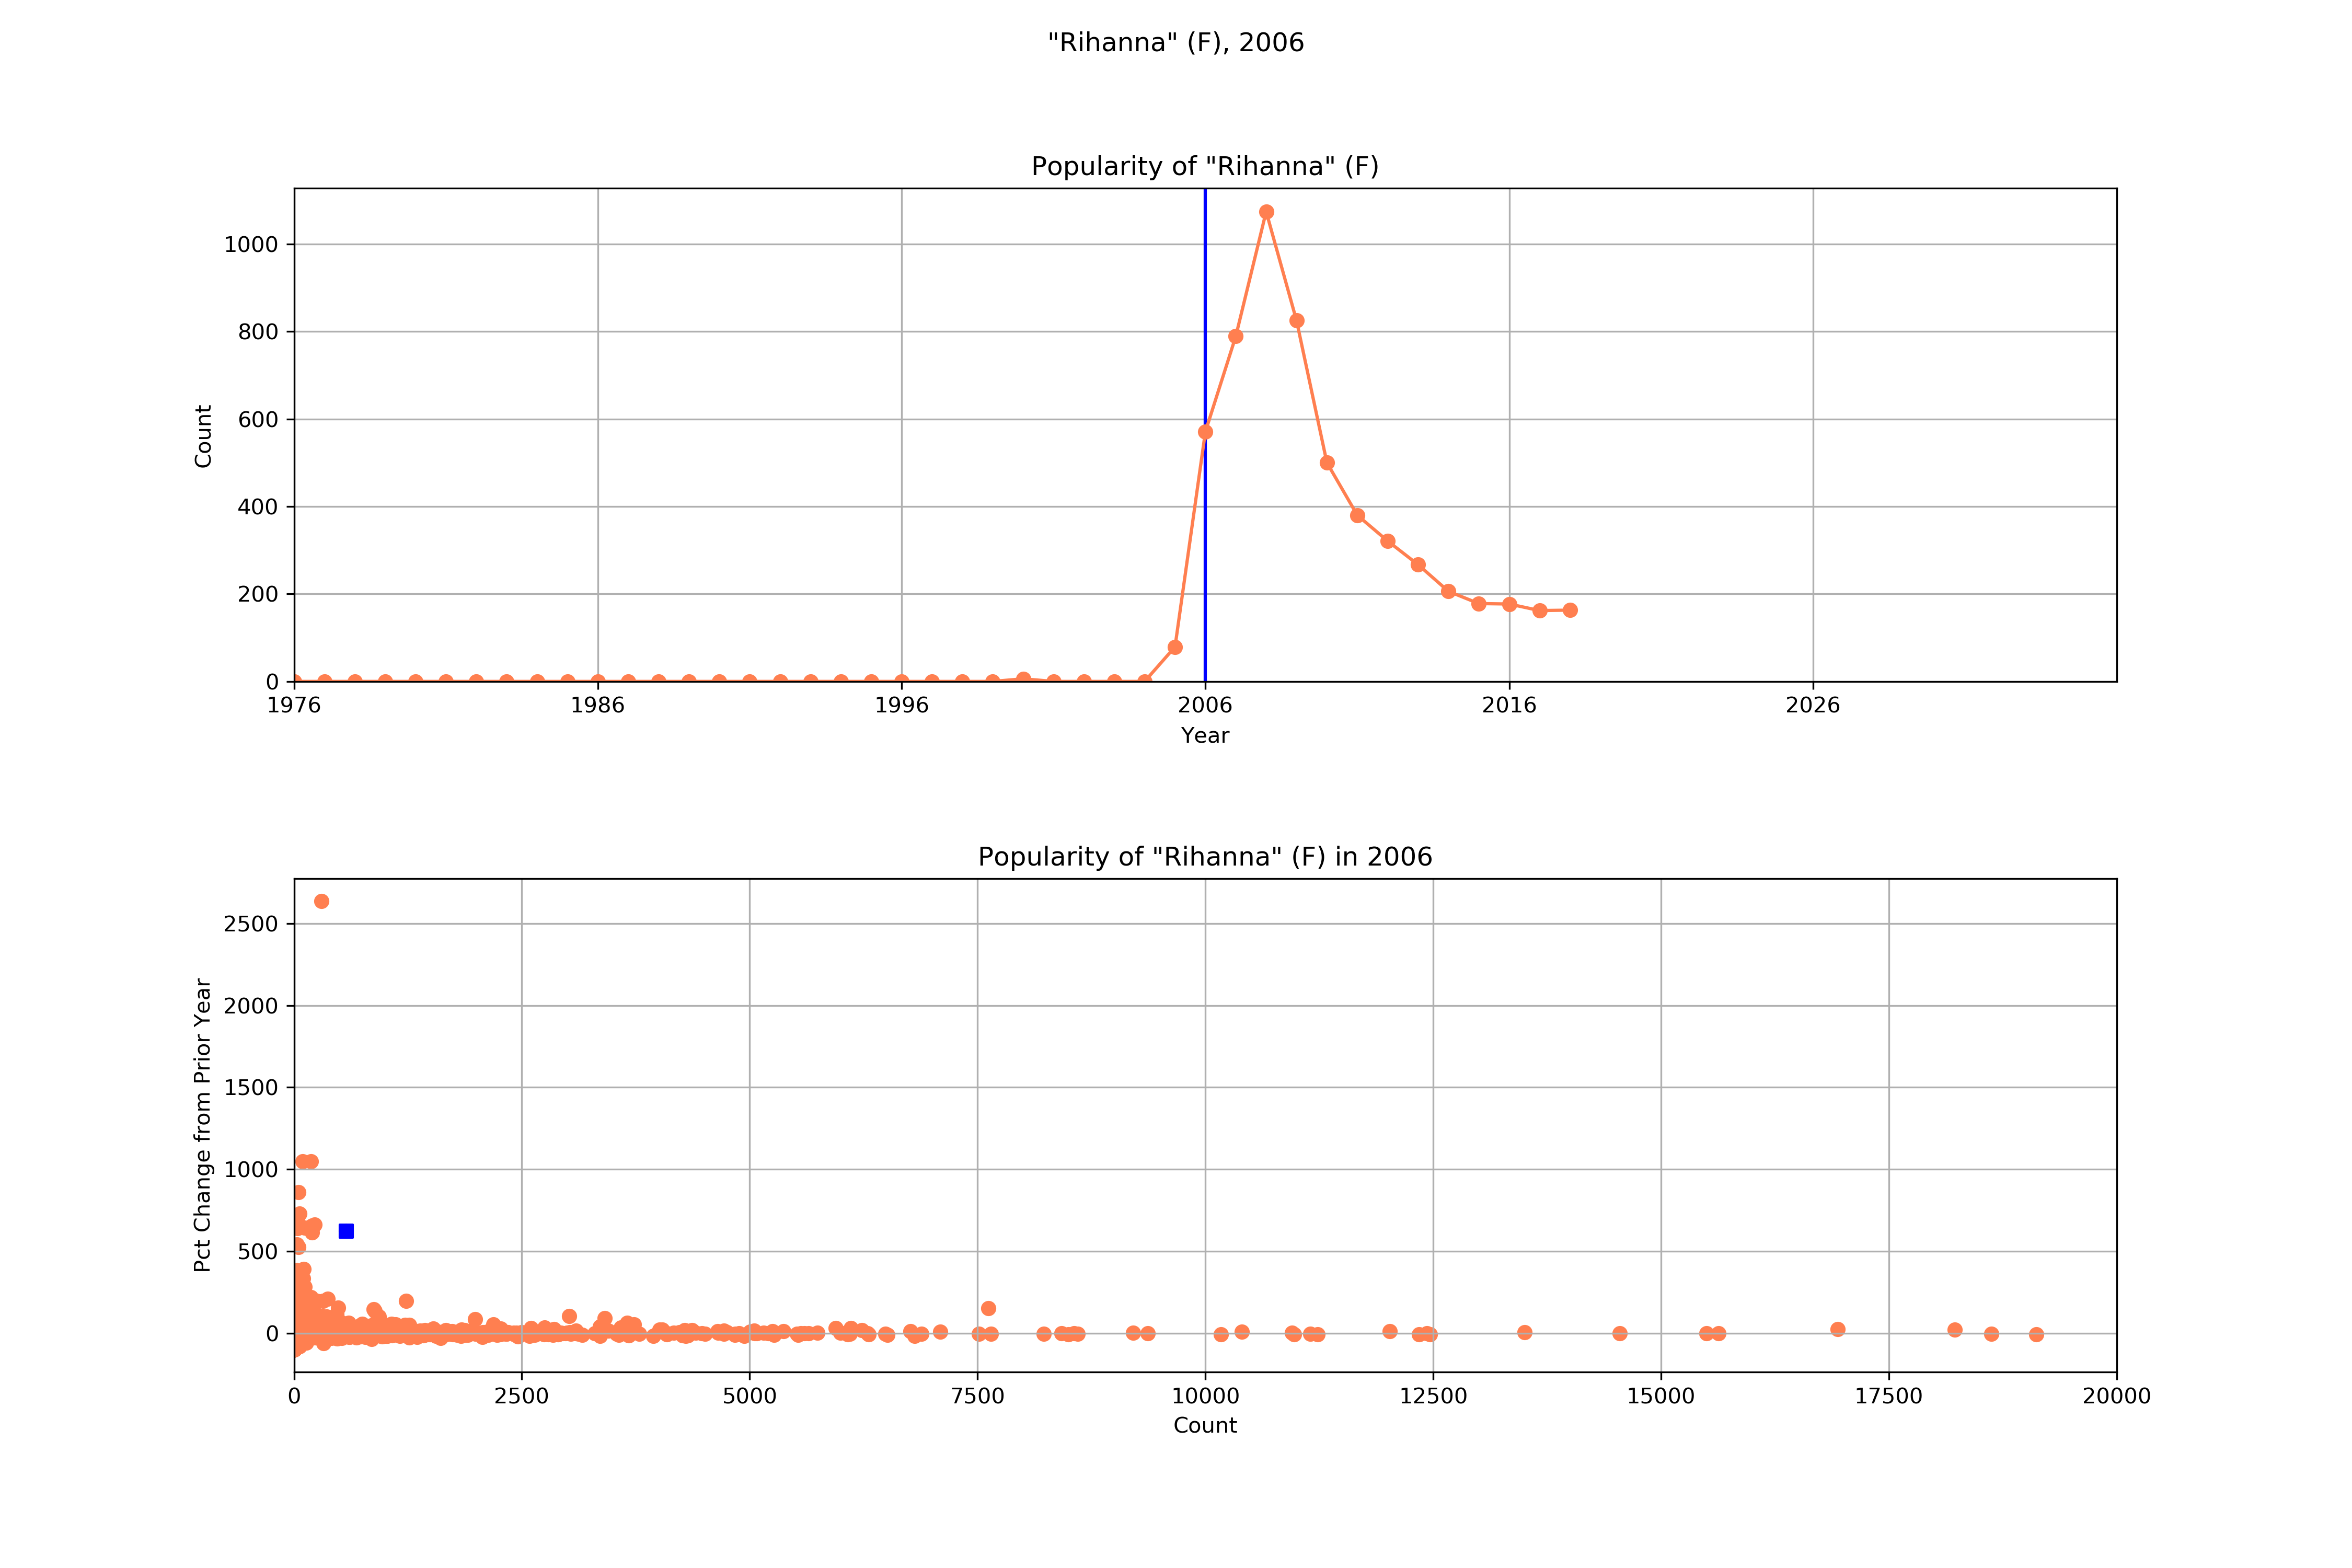 "Rihanna" (F), 2006
Popularity of "Rihanna" (F)
1000
800
600
400
200
0
Count
1976 1986 1996 2006 2016 2026
Year
Popularity of "Rihanna" (F) in 2006
2500
2000
1500
1000
500
0
Pct Change from Prior Year
0 2500 5000 7500 10000 12500 15000 17500 20000
Count